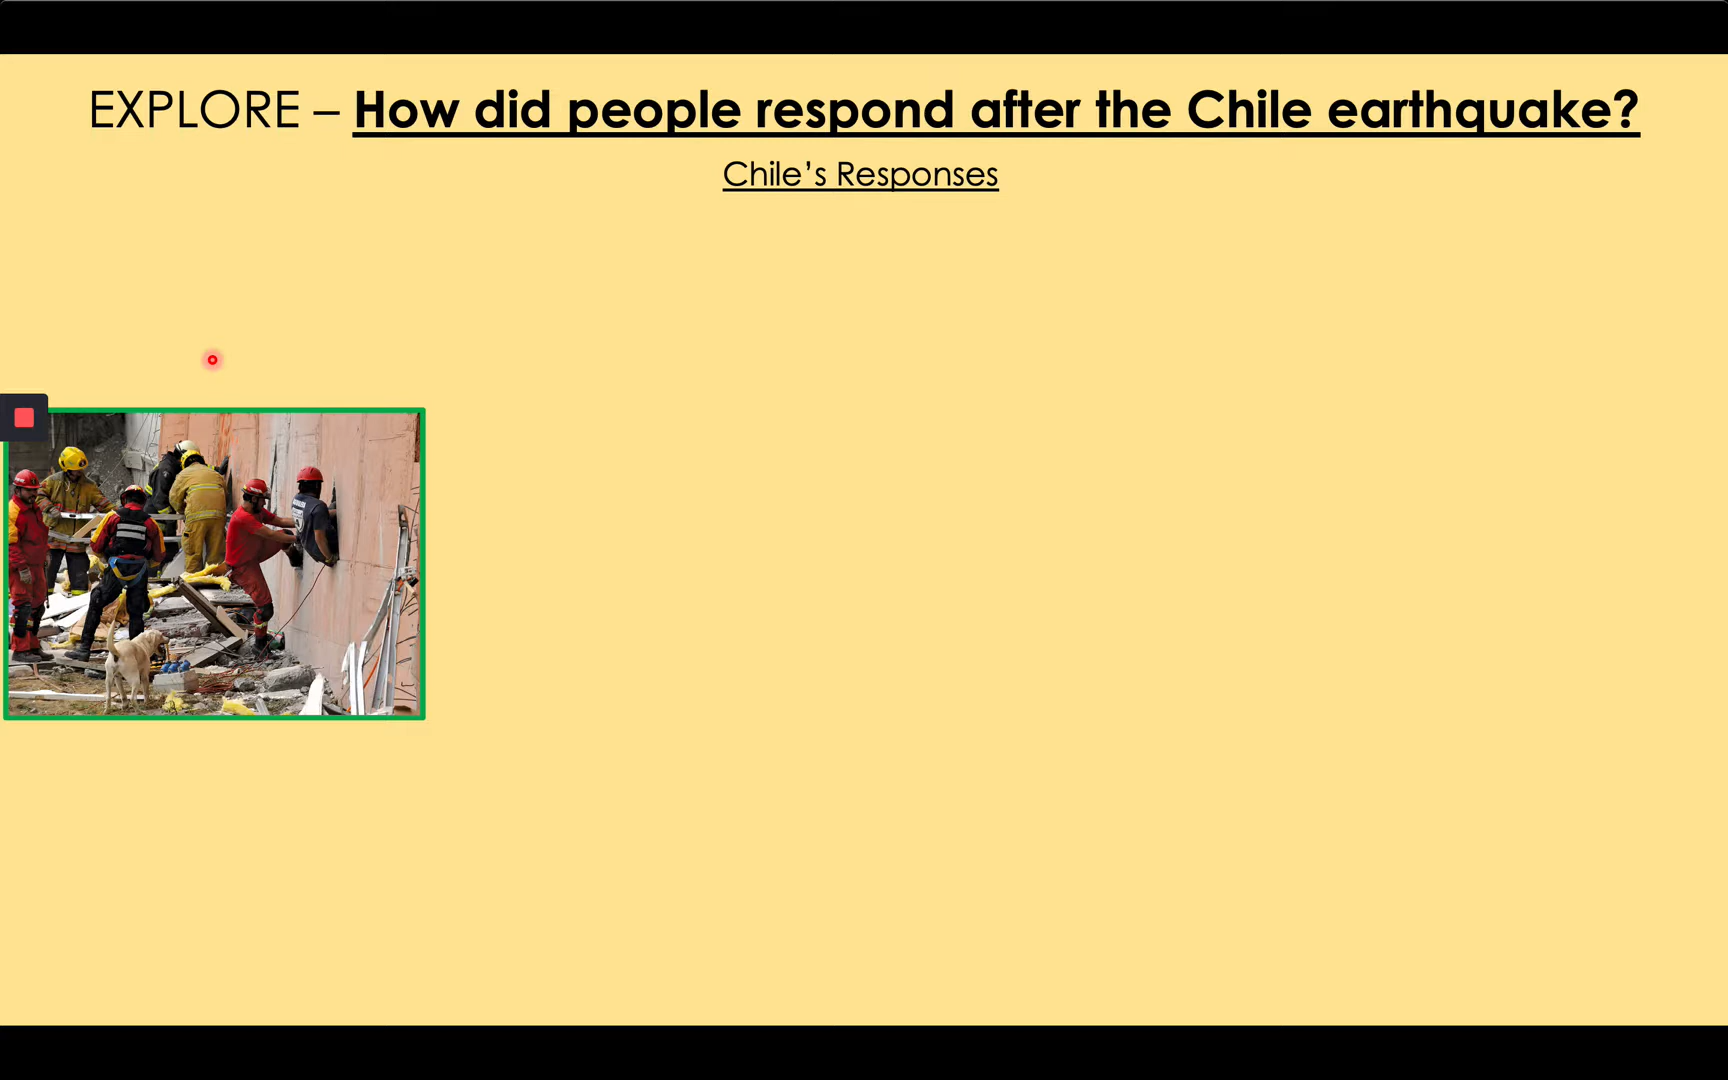 EXPLORE – How did people respond after the Chile earthquake?
Chile’s Responses